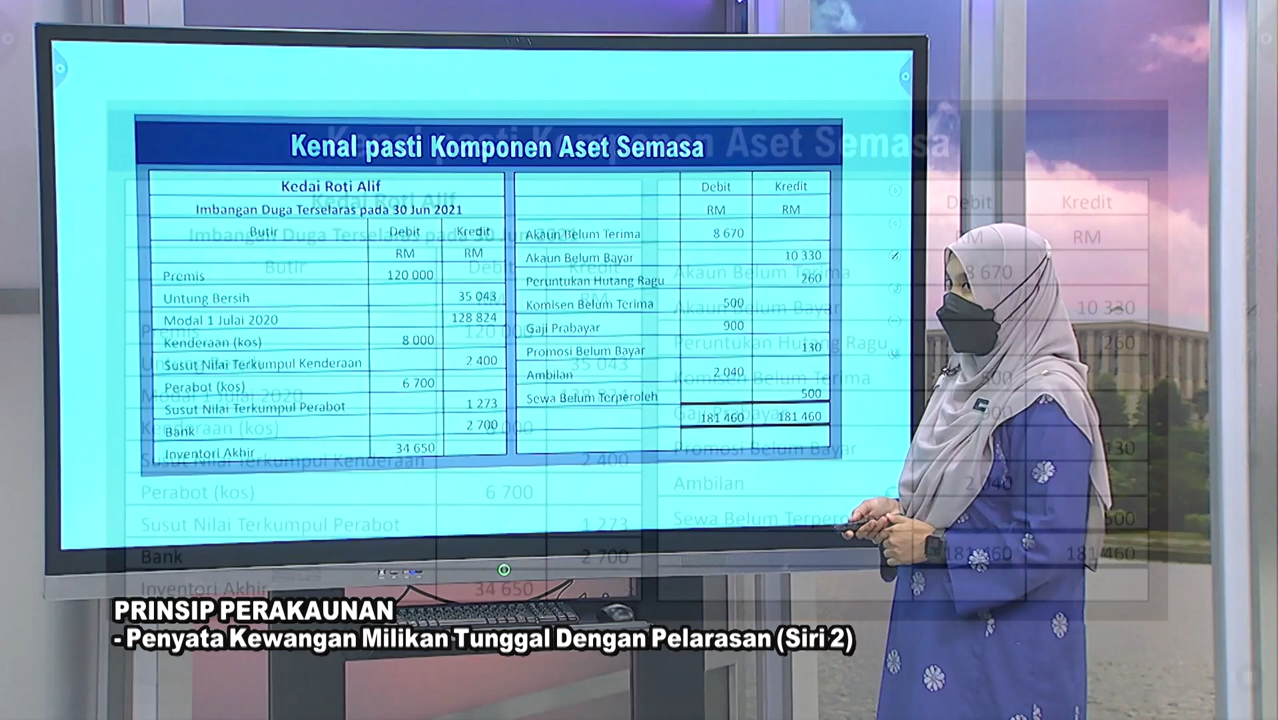 Kenal pasti Komponen Aset Semasa
Kedai Roti Alif
Imbangan Duga Terselaras pada 30 Jun 2021
Butir Debit Kredit
RM RM
Premis 120 000
Untung Bersih 35 043
Modal 1 Julai 2020 128 824
Kenderaan (kos) 8 000
Susut Nilai Terkumpul Kenderaan 2 400
Perabot (kos) 6 700
Susut Nilai Terkumpul Perabot 1 273
Bank 2 700
Inventori Akhir 34 650
Debit Kredit
RM RM
Akaun Belum Terima 8 670
Akaun Belum Bayar 10 330
Peruntukan Hutang Ragu 260
Komisen Belum Terima 500
Gaji Prabayar 900
Promosi Belum Bayar 130
Ambilan 2 040
Sewa Belum Terperoleh 500
181 460 181 460
PRINSIP PERAKAUNAN
- Penyata Kewangan Milikan Tunggal Dengan Pelarasan (Siri 2)